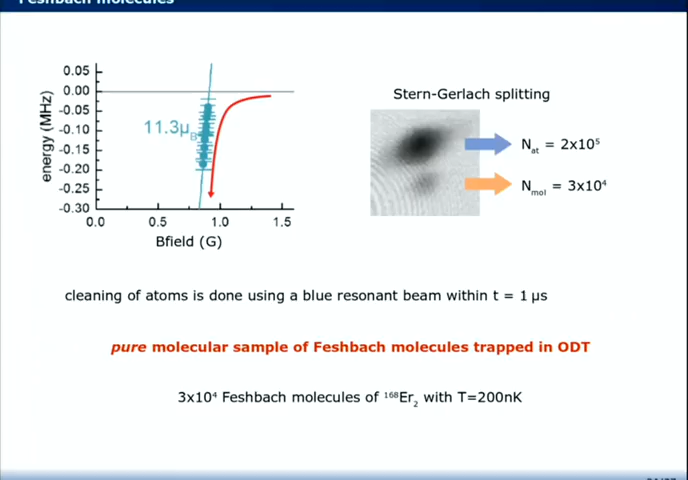 Feshbach molecules
0.05
0.00
-0.05
-0.10
-0.15
-0.20
-0.25
-0.30
energy (MHz)
11.3μB
0.0 0.5 1.0 1.5
Bfield (G)
Stern-Gerlach splitting
Nat = 2x10⁵
Nmol = 3x10⁴
cleaning of atoms is done using a blue resonant beam within t = 1 μs
pure molecular sample of Feshbach molecules trapped in ODT
3x10⁴ Feshbach molecules of ¹⁶⁸Er₂ with T=200nK